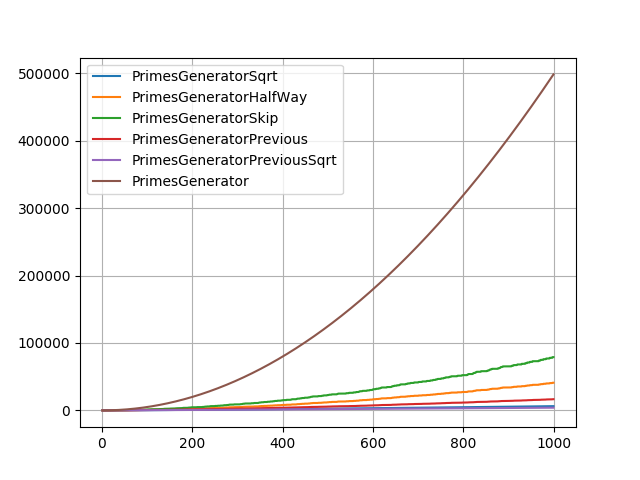 500000
400000
300000
200000
100000
0
PrimesGeneratorSqrt
PrimesGeneratorHalfWay
PrimesGeneratorSkip
PrimesGeneratorPrevious
PrimesGeneratorPreviousSqrt
PrimesGenerator
0 200 400 600 800 1000